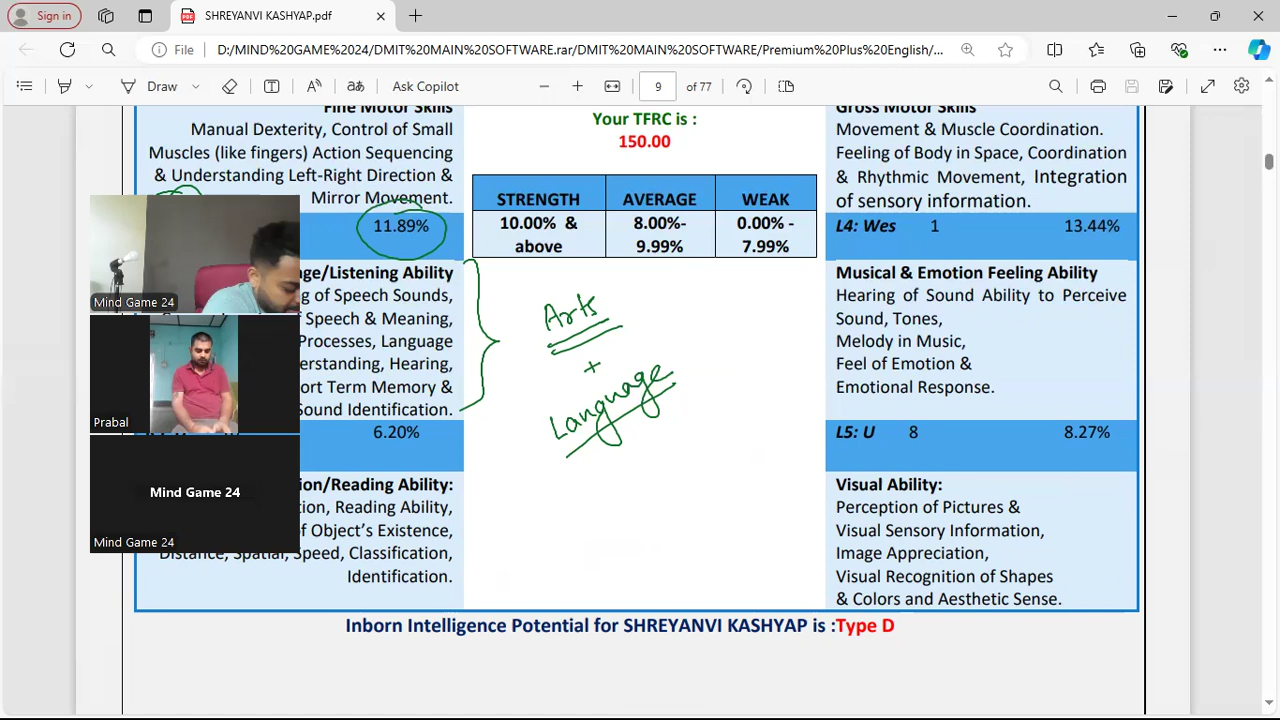 Sign in
SHREYANVI KASHYAP.pdf
File
D:/MIND%20GAME%202024/DMIT%20MAIN%20SOFTWARE.rar/DMIT%20MAIN%20SOFTWARE/Premium%20Plus%20English/...
Draw
Ask Copilot
9 of 77
Fine Motor Skills
Manual Dexterity, Control of Small
Muscles (like fingers) Action Sequencing
& Understanding Left-Right Direction &
Mirror Movement.
11.89%
ge/Listening Ability
g of Speech Sounds,
f Speech & Meaning,
Processes, Language
erstanding, Hearing,
ort Term Memory &
Sound Identification.
6.20%
ion/Reading Ability:
tion, Reading Ability,
of Object's Existence,
Distance, Spatial, Speed, Classification,
Identification.
Your TFRC is :
150.00
STRENGTH AVERAGE WEAK
10.00% & above 8.00%-9.99% 0.00% - 7.99%
Arts
+
Language
Gross Motor Skills
Movement & Muscle Coordination.
Feeling of Body in Space, Coordination
& Rhythmic Movement, Integration
of sensory information.
L4: Wes 1 13.44%
Musical & Emotion Feeling Ability
Hearing of Sound Ability to Perceive
Sound, Tones,
Melody in Music,
Feel of Emotion &
Emotional Response.
L5: U 8 8.27%
Visual Ability:
Perception of Pictures &
Visual Sensory Information,
Image Appreciation,
Visual Recognition of Shapes
& Colors and Aesthetic Sense.
Inborn Intelligence Potential for SHREYANVI KASHYAP is :Type D
Mind Game 24
Prabal
Mind Game 24
Mind Game 24